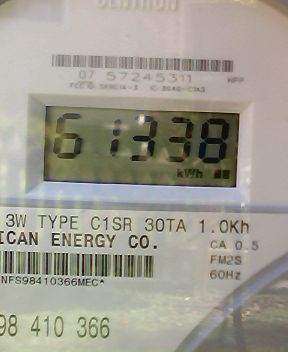 CENTRON
07 57245311
61338
kWh
3W TYPE C1SR 30TA 1.0Kh
ICAN ENERGY CO.
CA 0.5
FM2S
60Hz
NFS98410366MEC*
98 410 366